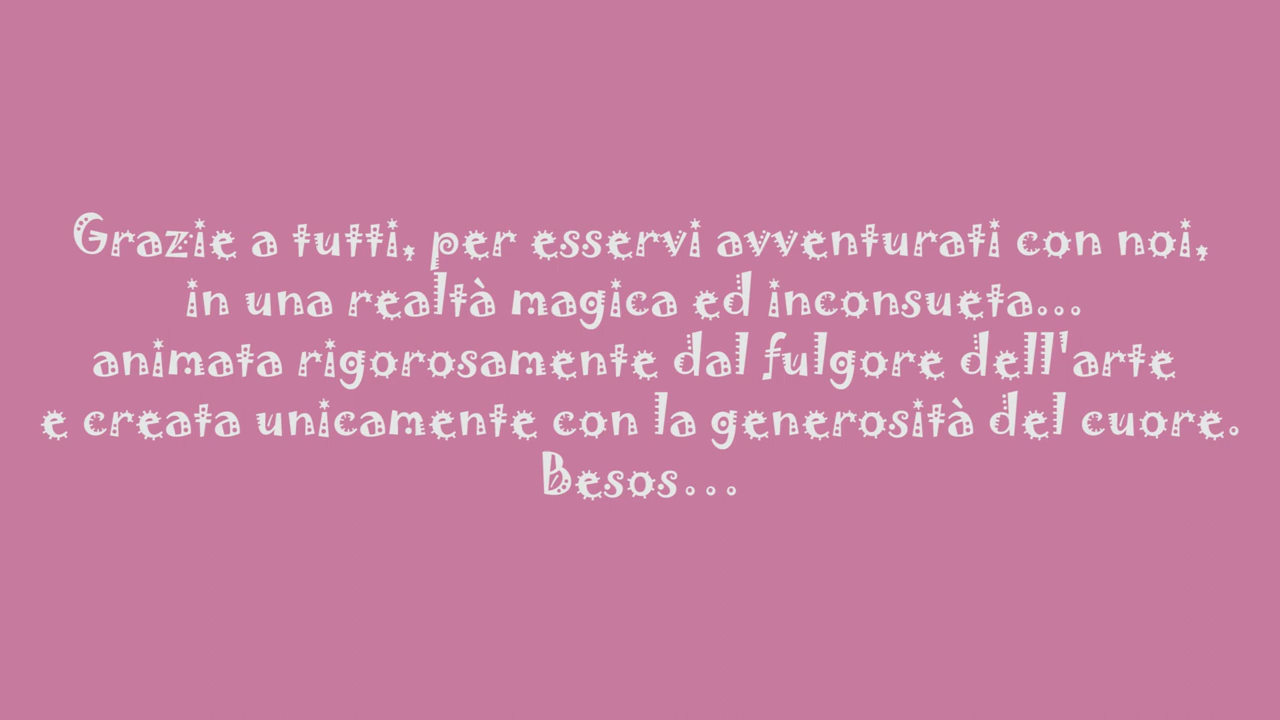 Grazie a tutti, per esservi avventurati con noi,
in una realtà magica ed inconsueta...
animata rigorosamente dal fulgore dell'arte
e creata unicamente con la generosità del cuore.
Besos...